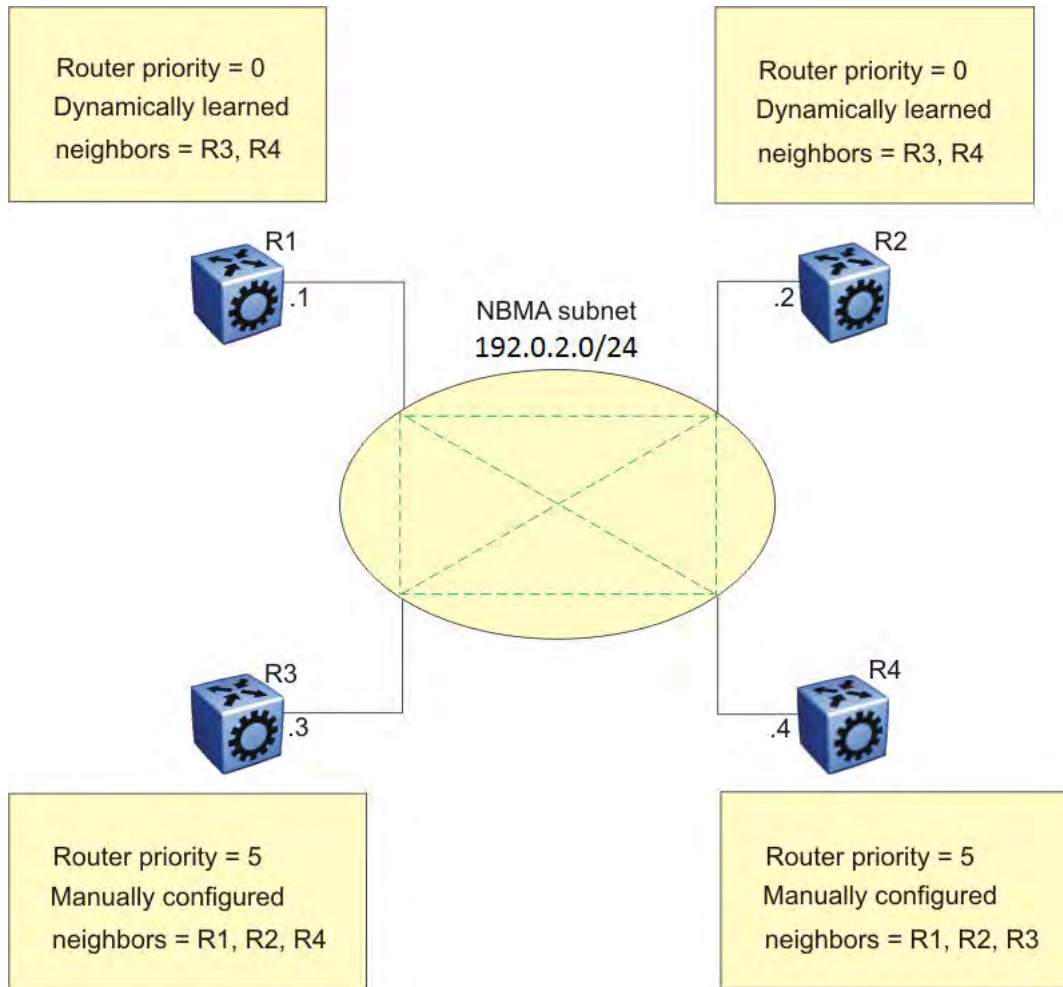 Router priority = 0
Dynamically learned
neighbors = R3, R4
Router priority = 0
Dynamically learned
neighbors = R3, R4
R1
.1
R2
.2
NBMA subnet
192.0.2.0/24
R3
.3
R4
.4
Router priority = 5
Manually configured
neighbors = R1, R2, R4
Router priority = 5
Manually configured
neighbors = R1, R2, R3